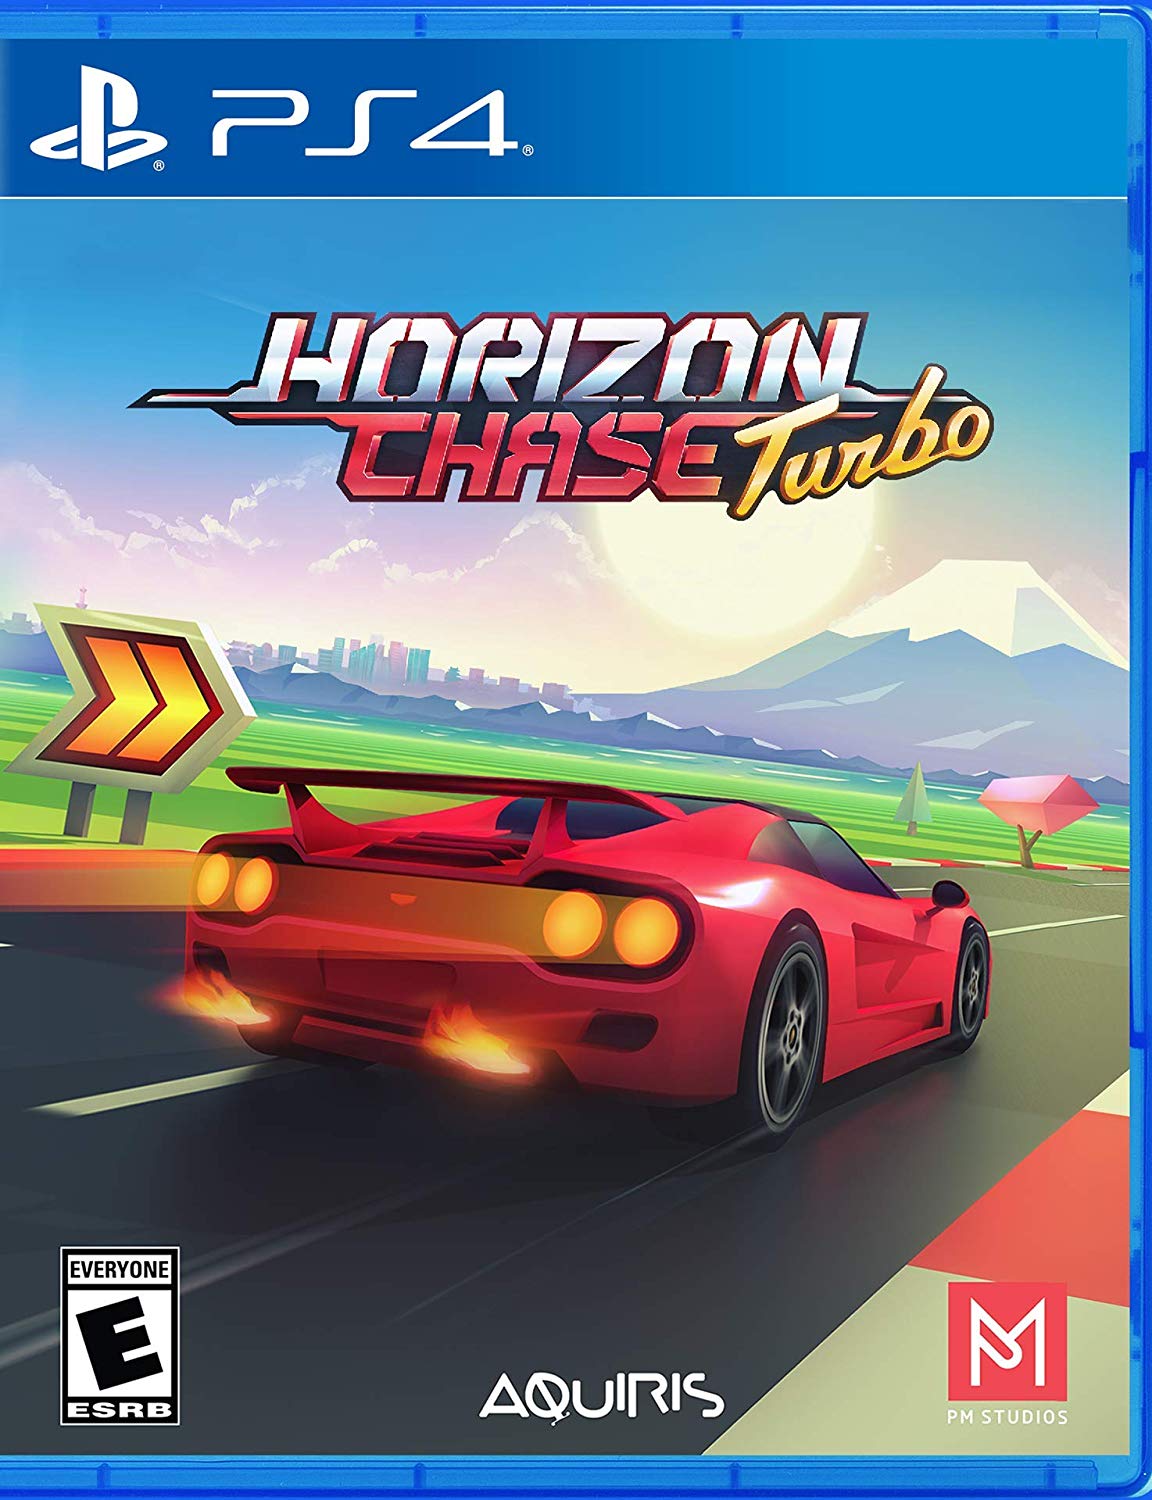 PS4
HORIZON
CHASE Turbo
EVERYONE
E
ESRB
AQUIRIS
PM STUDIOS